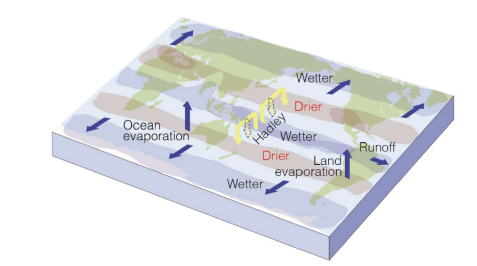 Wetter
Drier
Hadley
Wetter
Ocean
evaporation
Drier
Runoff
Land
evaporation
Wetter